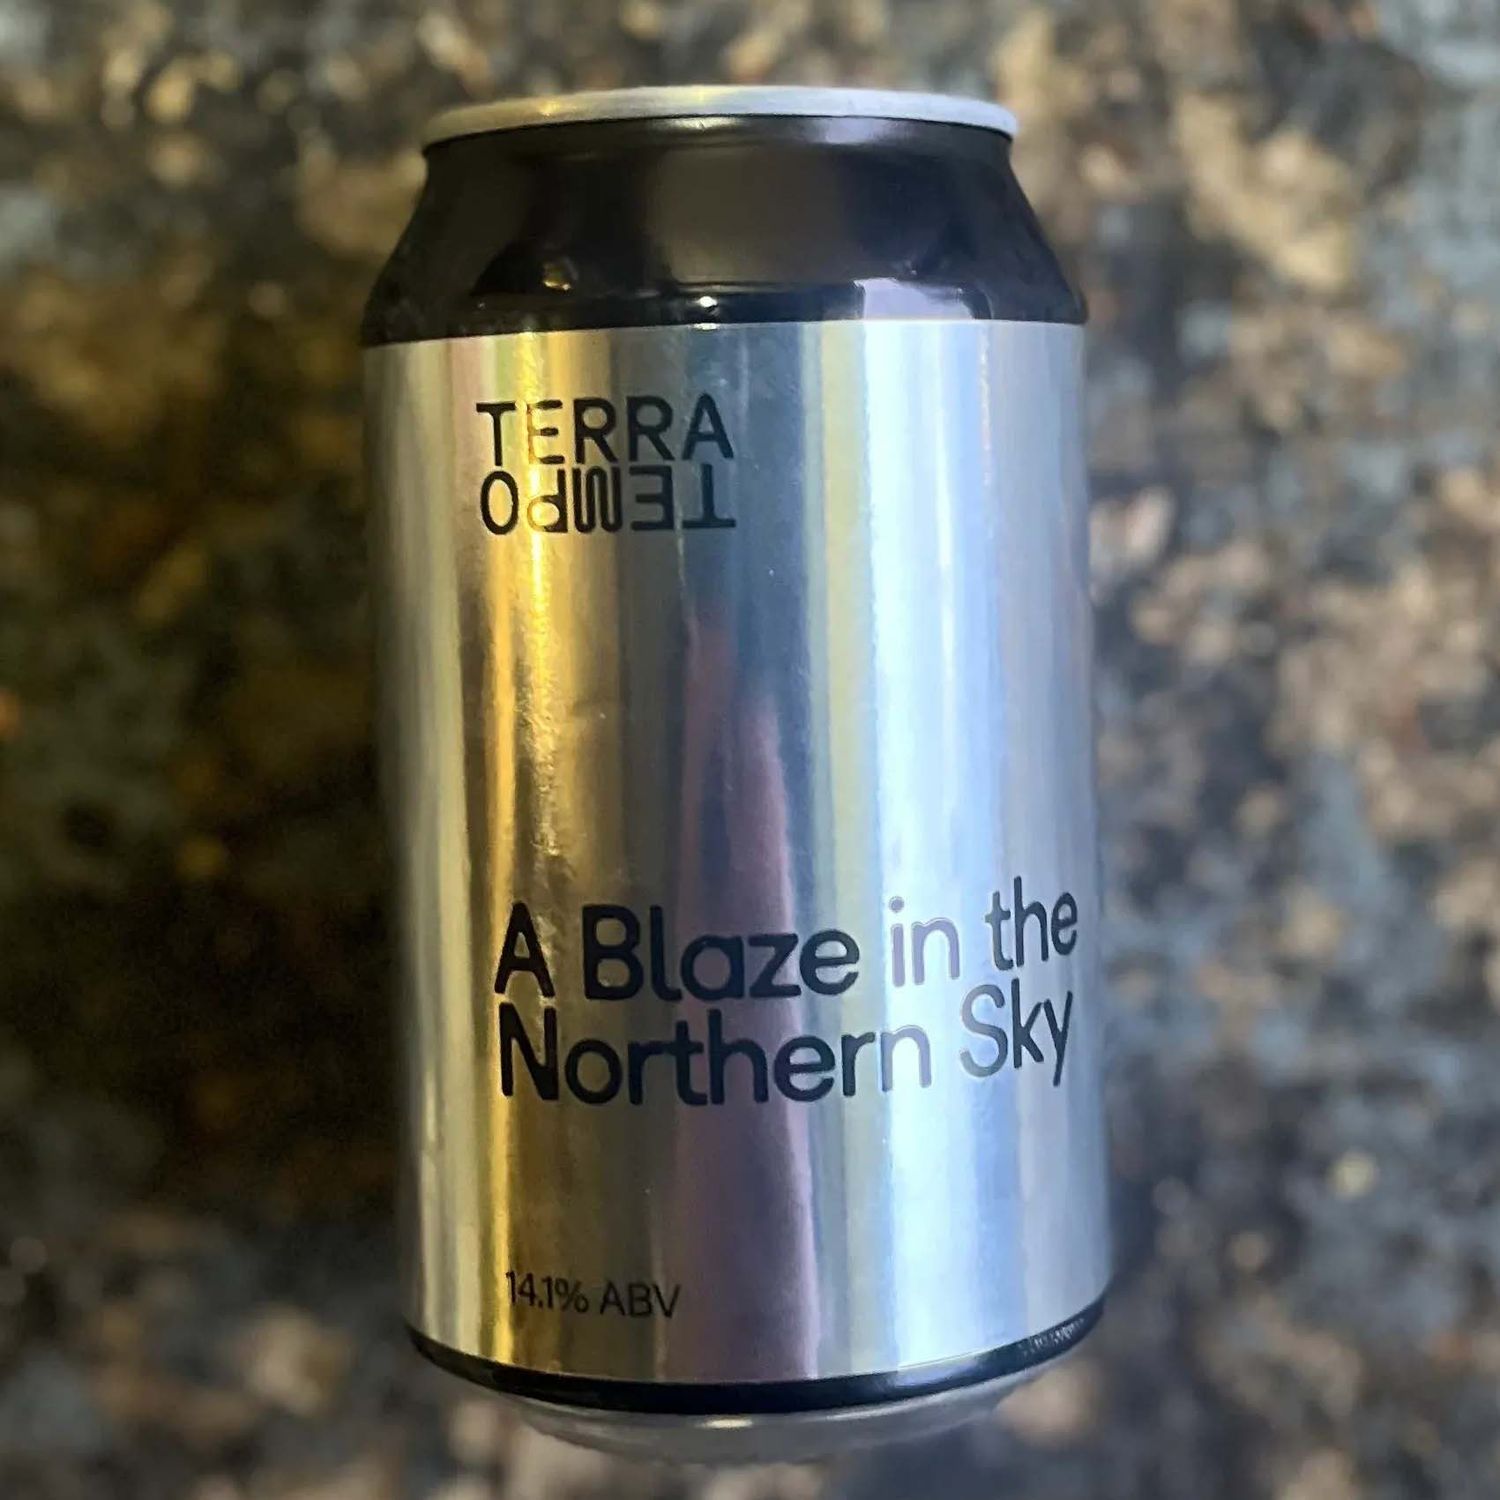 TERRA
TEMPO
A Blaze in the
Northern Sky
14.1% ABV